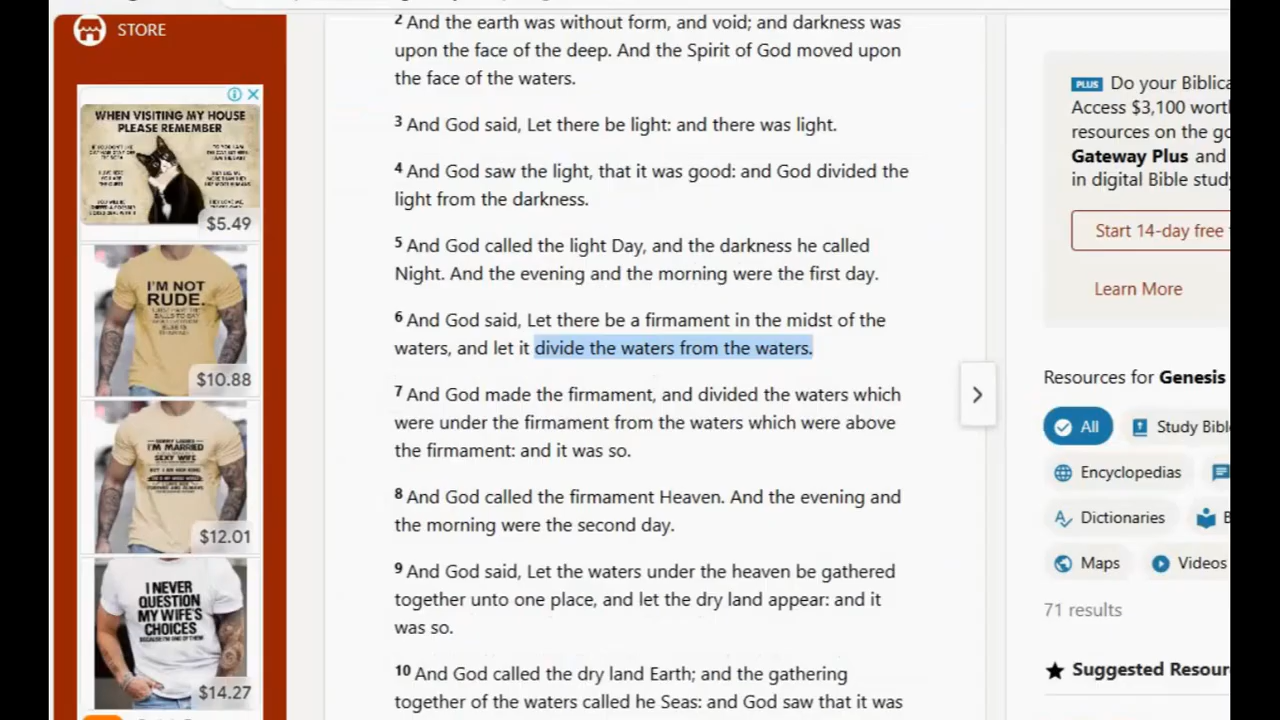 STORE
WHEN VISITING MY HOUSE
PLEASE REMEMBER
$5.49
I'M NOT
RUDE.
$10.88
I'M MARRIED
SEXY WIFE
$12.01
I NEVER
QUESTION
MY WIFE'S
CHOICES
BECAUSE I'M ONE OF THEM
$14.27
2 And the earth was without form, and void; and darkness was
upon the face of the deep. And the Spirit of God moved upon
the face of the waters.
3 And God said, Let there be light: and there was light.
4 And God saw the light, that it was good: and God divided the
light from the darkness.
5 And God called the light Day, and the darkness he called
Night. And the evening and the morning were the first day.
6 And God said, Let there be a firmament in the midst of the
waters, and let it divide the waters from the waters.
7 And God made the firmament, and divided the waters which
were under the firmament from the waters which were above
the firmament: and it was so.
8 And God called the firmament Heaven. And the evening and
the morning were the second day.
9 And God said, Let the waters under the heaven be gathered
together unto one place, and let the dry land appear: and it
was so.
10 And God called the dry land Earth; and the gathering
together of the waters called he Seas: and God saw that it was
PLUS Do your Biblica
Access $3,100 wort
resources on the go
Gateway Plus and
in digital Bible stud
Start 14-day free
Learn More
Resources for Genesis
All
Study Bibl
Encyclopedias
Dictionaries
B
Maps
Videos
71 results
Suggested Resour